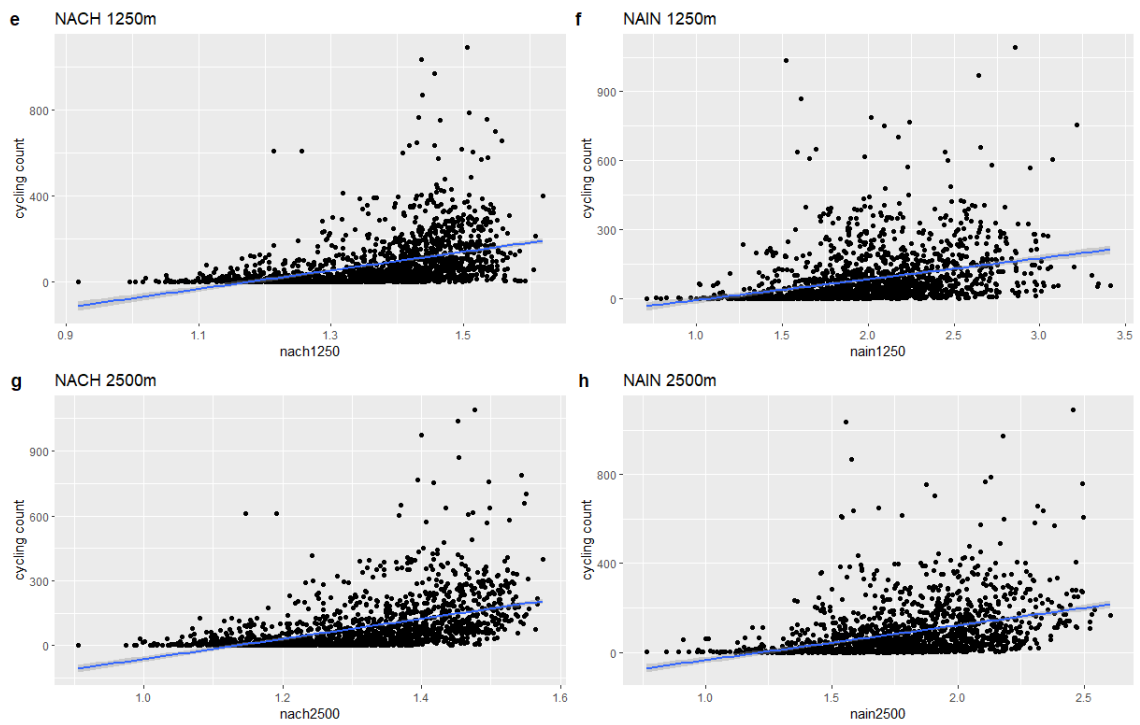 e NACH 1250m
cycling count
800
400
0
0.9 1.1 1.3 1.5
nach1250
f NAIN 1250m
cycling count
900
600
300
0
1.0 1.5 2.0 2.5 3.0 3.5
nain1250
g NACH 2500m
cycling count
900
600
300
0
1.0 1.2 1.4 1.6
nach2500
h NAIN 2500m
cycling count
800
400
0
1.0 1.5 2.0 2.5
nain2500